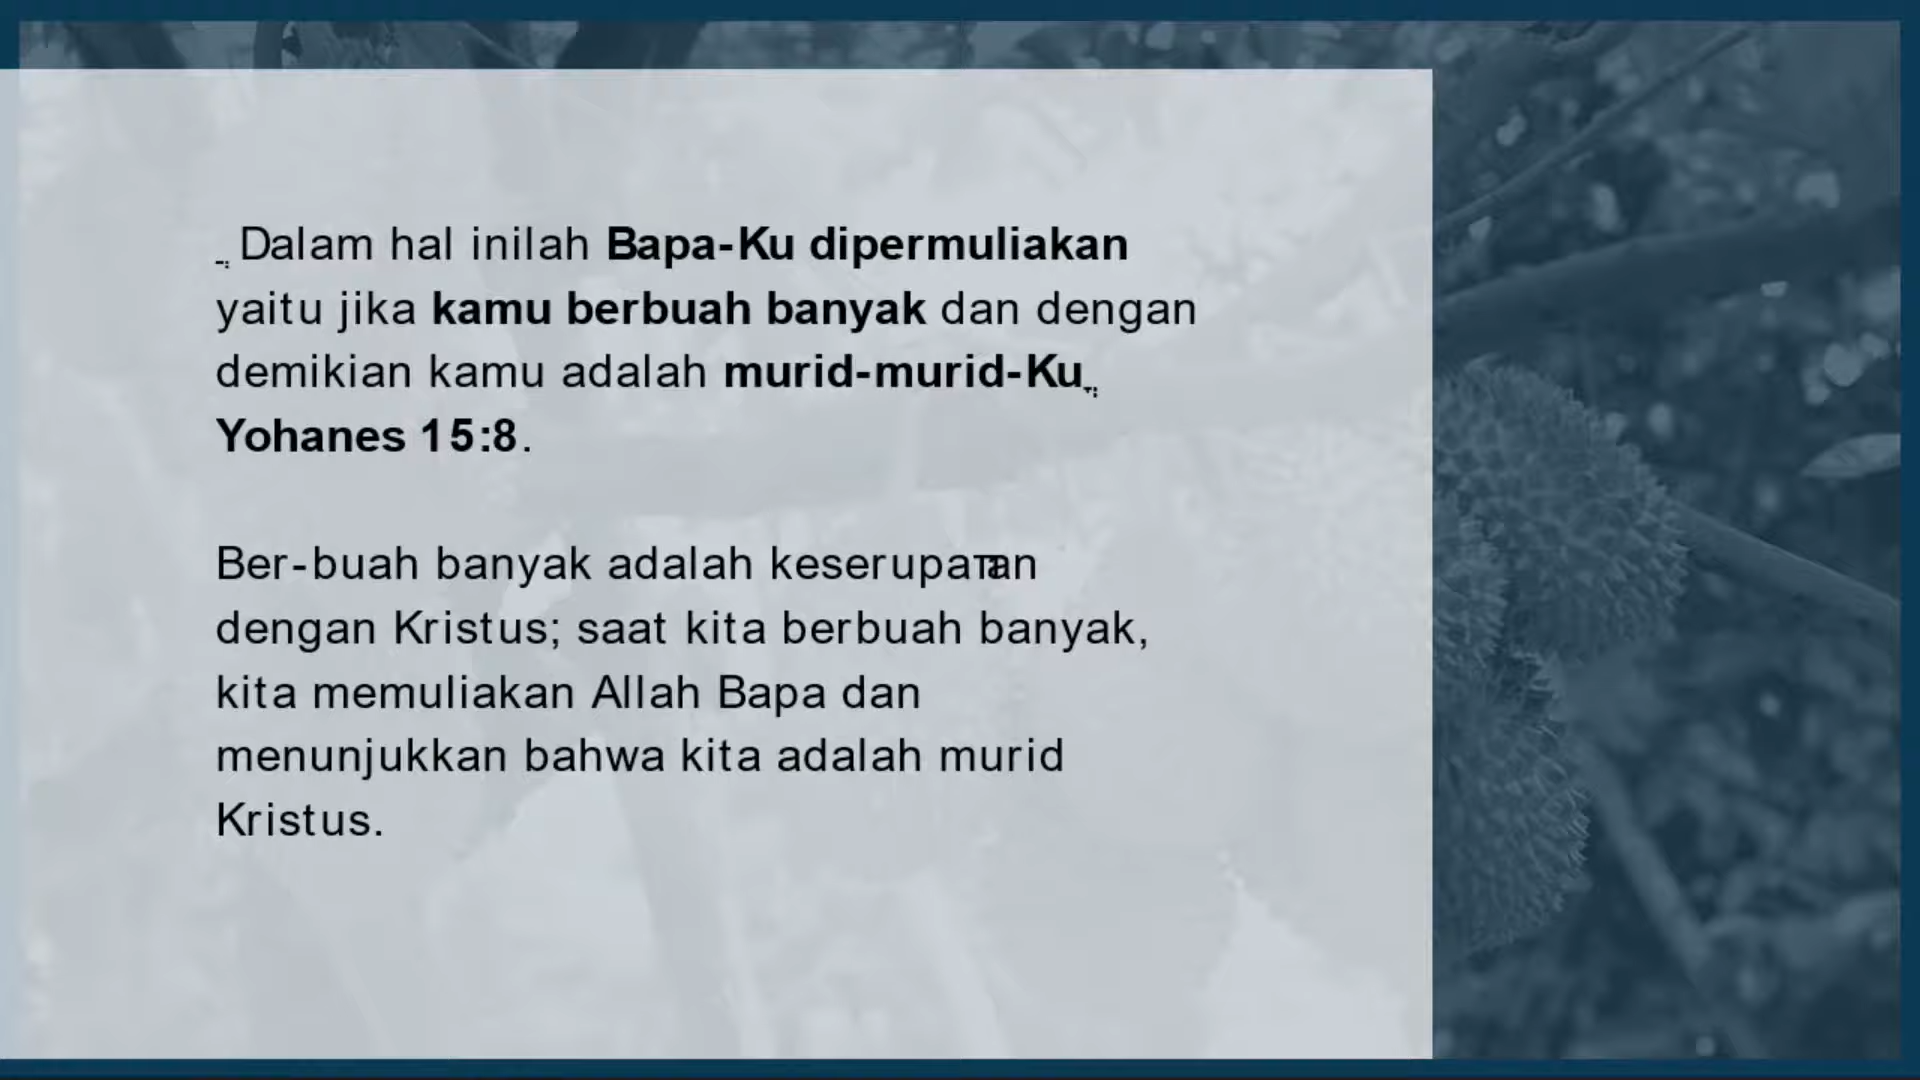 Dalam hal inilah Bapa-Ku dipermuliakan
yaitu jika kamu berbuah banyak dan dengan
demikian kamu adalah murid-murid-Ku
Yohanes 15:8.
Ber-buah banyak adalah
dengan Kristus; saat kita berbuah banyak,
kita memuliakan Allah Bapa dan
menunjukkan bahwa kita adalah murid
Kristus.